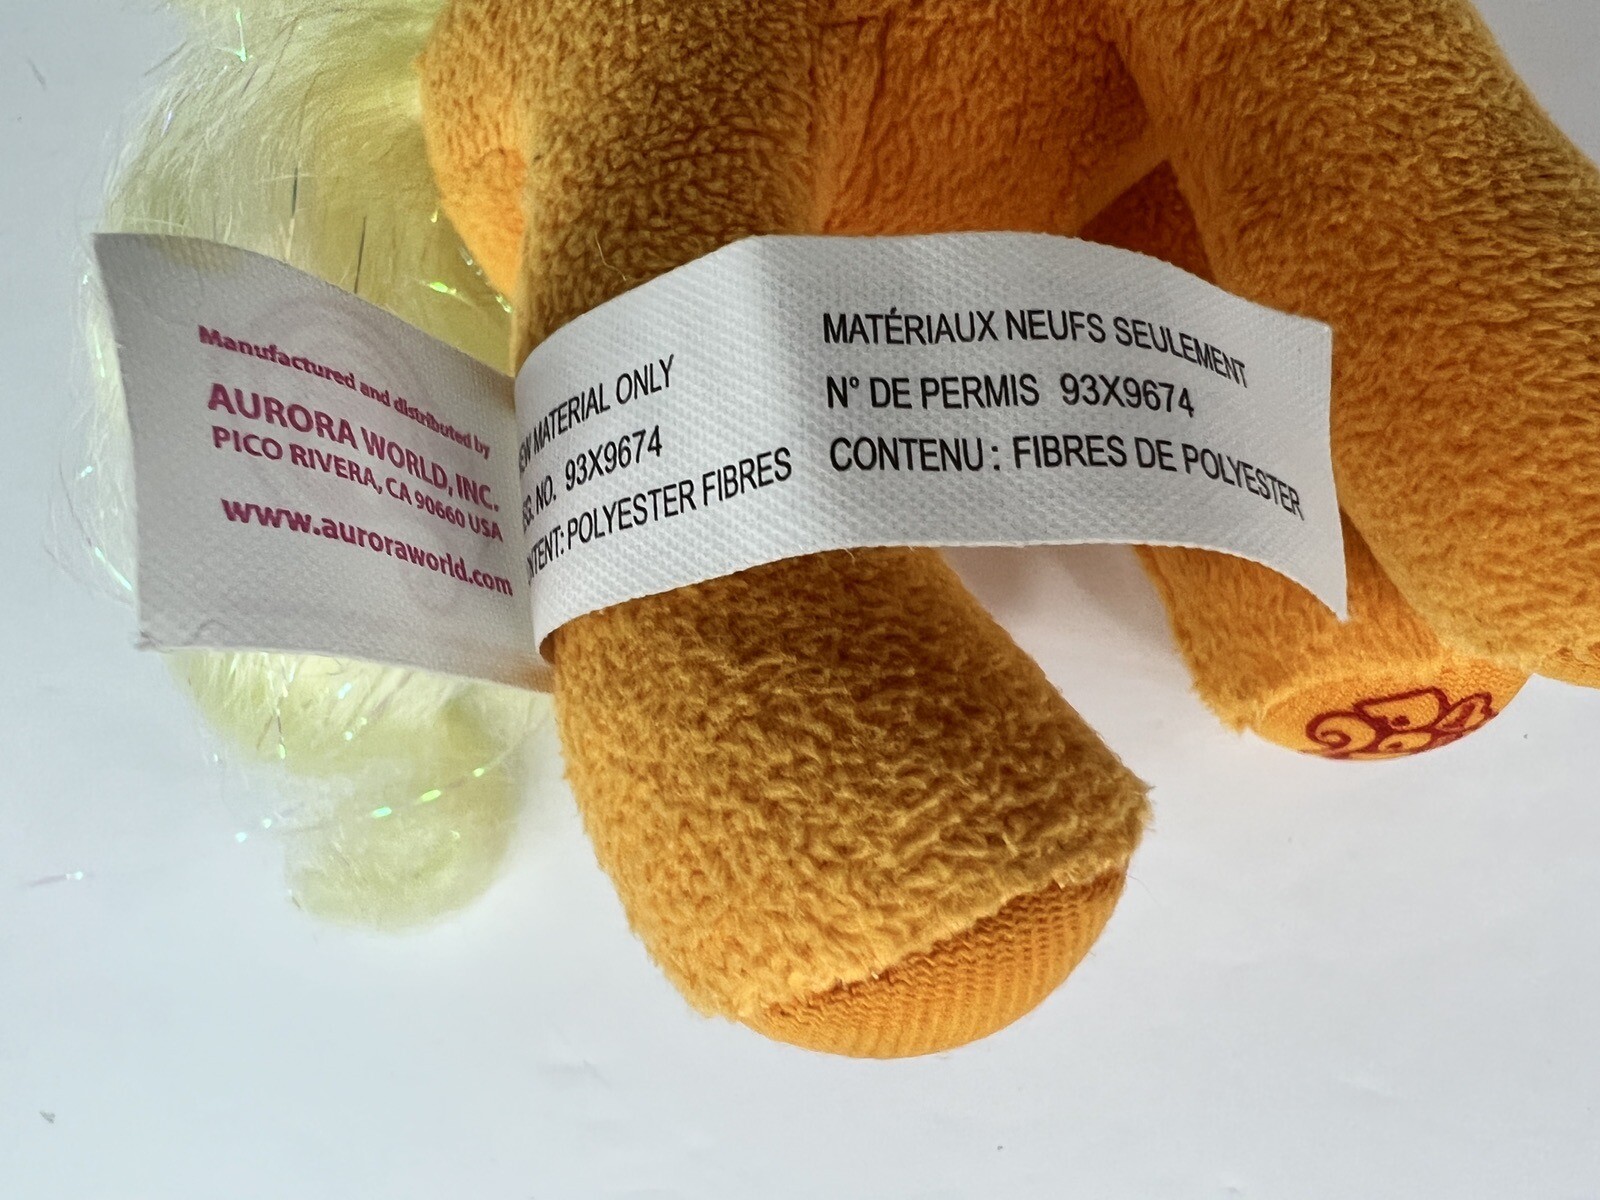 Manufactured and distributed by
AURORA WORLD, INC.
PICO RIVERA, CA 90660 USA
www.auroraworld.com
MATERIAL ONLY
NO. 93X9674
POLYESTER FIBRES
MATÉRIAUX NEUFS SEULEMENT
N° DE PERMIS 93X9674
CONTENU : FIBRES DE POLYESTER